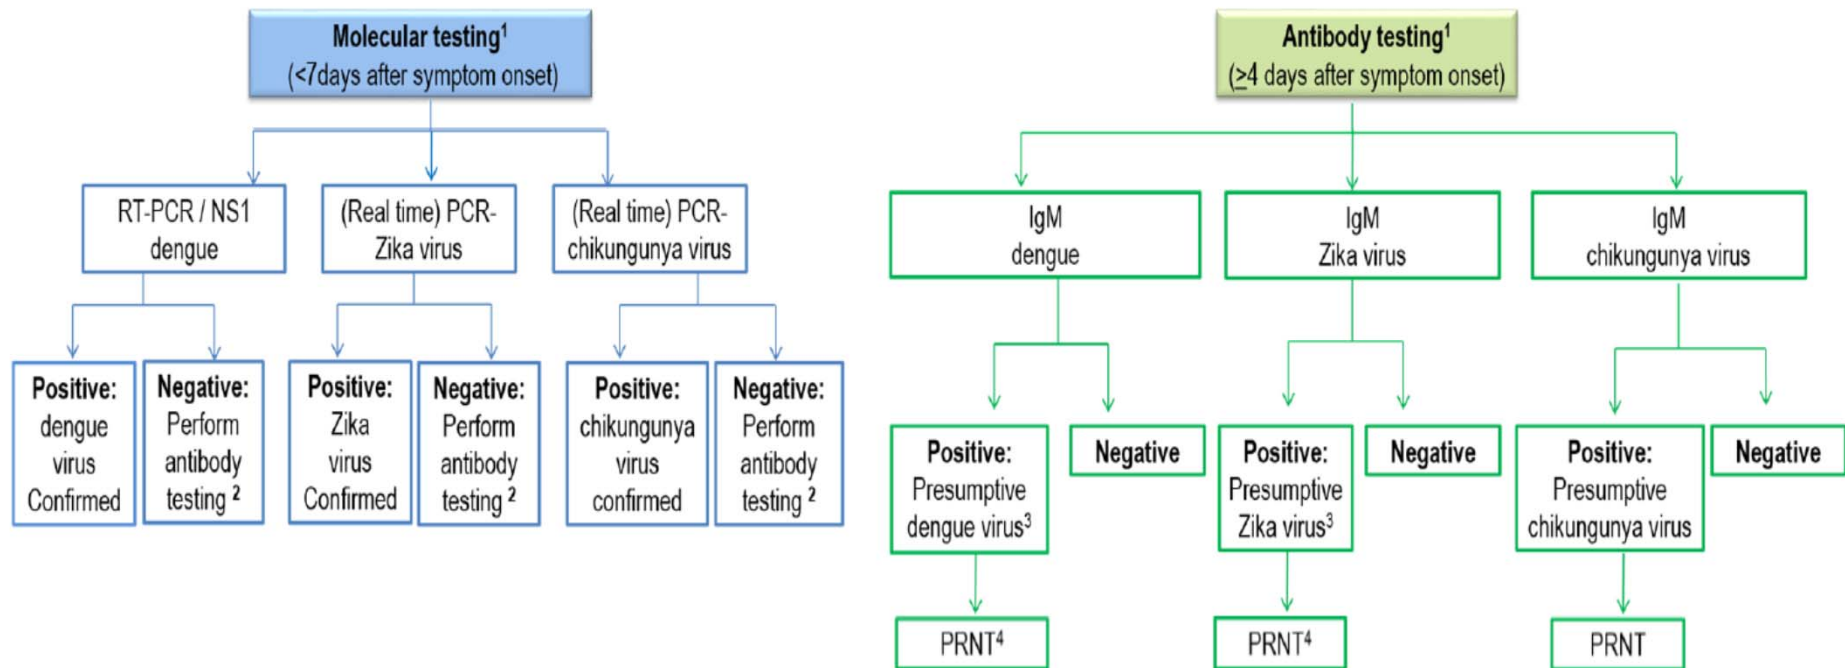 Molecular testing¹
(<7days after symptom onset)
RT-PCR / NS1
dengue
(Real time) PCR-
Zika virus
(Real time) PCR-
chikungunya virus
Positive:
dengue
virus
Confirmed
Negative:
Perform
antibody
testing ²
Positive:
Zika
virus
Confirmed
Negative:
Perform
antibody
testing ²
Positive:
chikungunya
virus
confirmed
Negative:
Perform
antibody
testing ²
Antibody testing¹
(≥4 days after symptom onset)
IgM
dengue
IgM
Zika virus
IgM
chikungunya virus
Positive:
Presumptive
dengue virus³
Negative
Positive:
Presumptive
Zika virus³
Negative
Positive:
Presumptive
chikungunya virus
Negative
PRNT⁴
PRNT⁴
PRNT